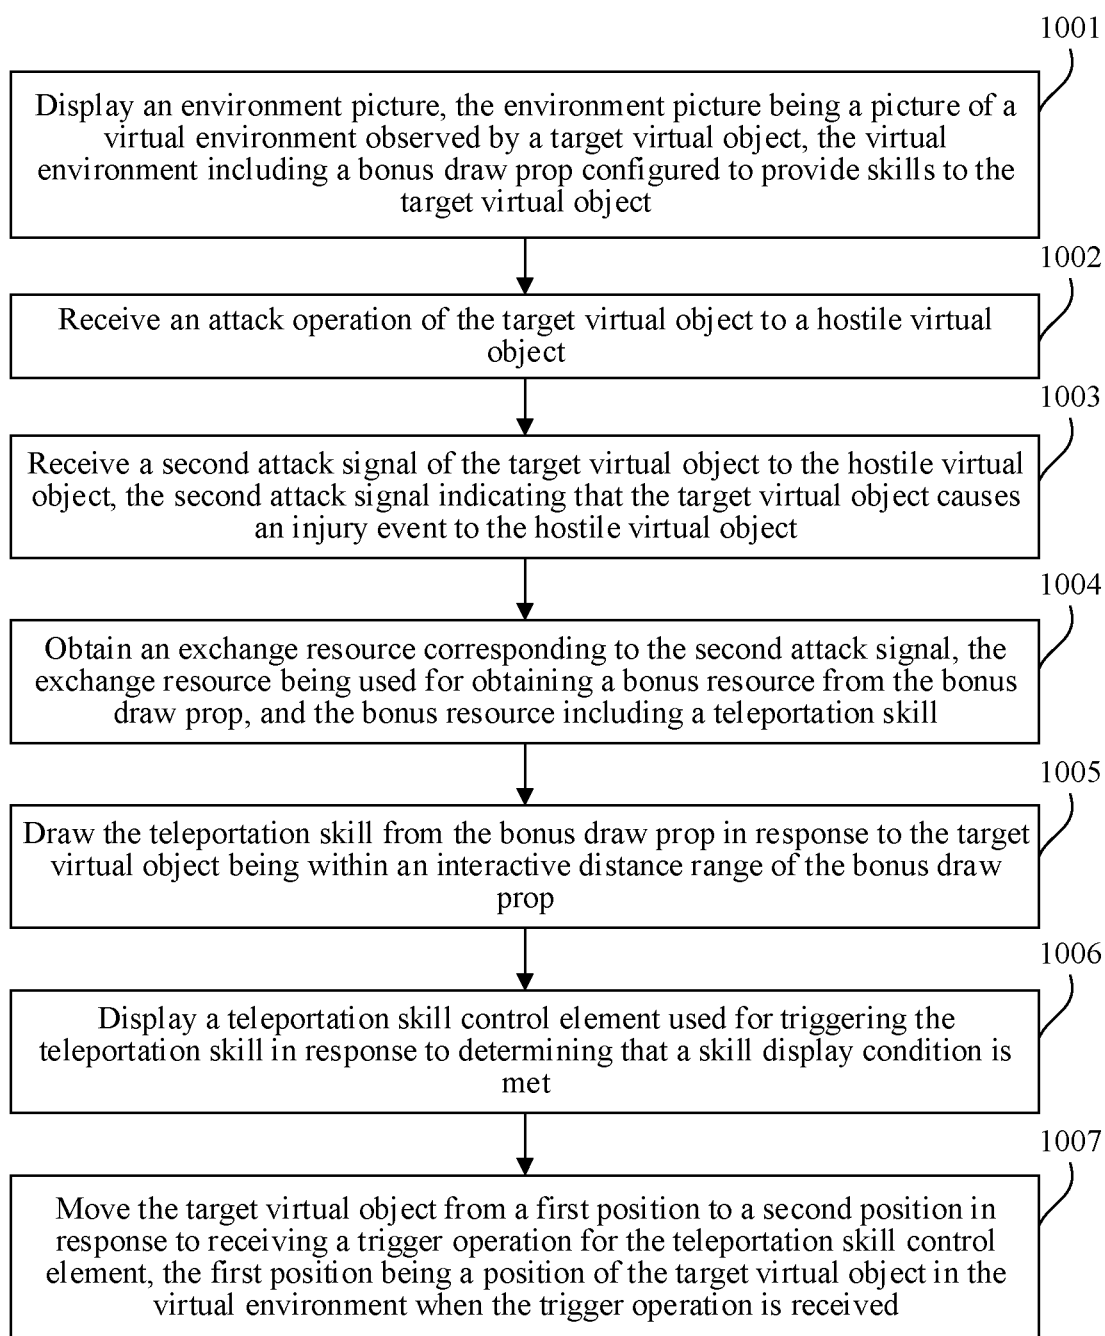 1001
Display an environment picture, the environment picture being a picture of a
virtual environment observed by a target virtual object, the virtual
environment including a bonus draw prop configured to provide skills to the
target virtual object
1002
Receive an attack operation of the target virtual object to a hostile virtual
object
1003
Receive a second attack signal of the target virtual object to the hostile virtual
object, the second attack signal indicating that the target virtual object causes
an injury event to the hostile virtual object
1004
Obtain an exchange resource corresponding to the second attack signal, the
exchange resource being used for obtaining a bonus resource from the bonus
draw prop, and the bonus resource including a teleportation skill
1005
Draw the teleportation skill from the bonus draw prop in response to the target
virtual object being within an interactive distance range of the bonus draw
prop
1006
Display a teleportation skill control element used for triggering the
teleportation skill in response to determining that a skill display condition is
met
1007
Move the target virtual object from a first position to a second position in
response to receiving a trigger operation for the teleportation skill control
element, the first position being a position of the target virtual object in the
virtual environment when the trigger operation is received